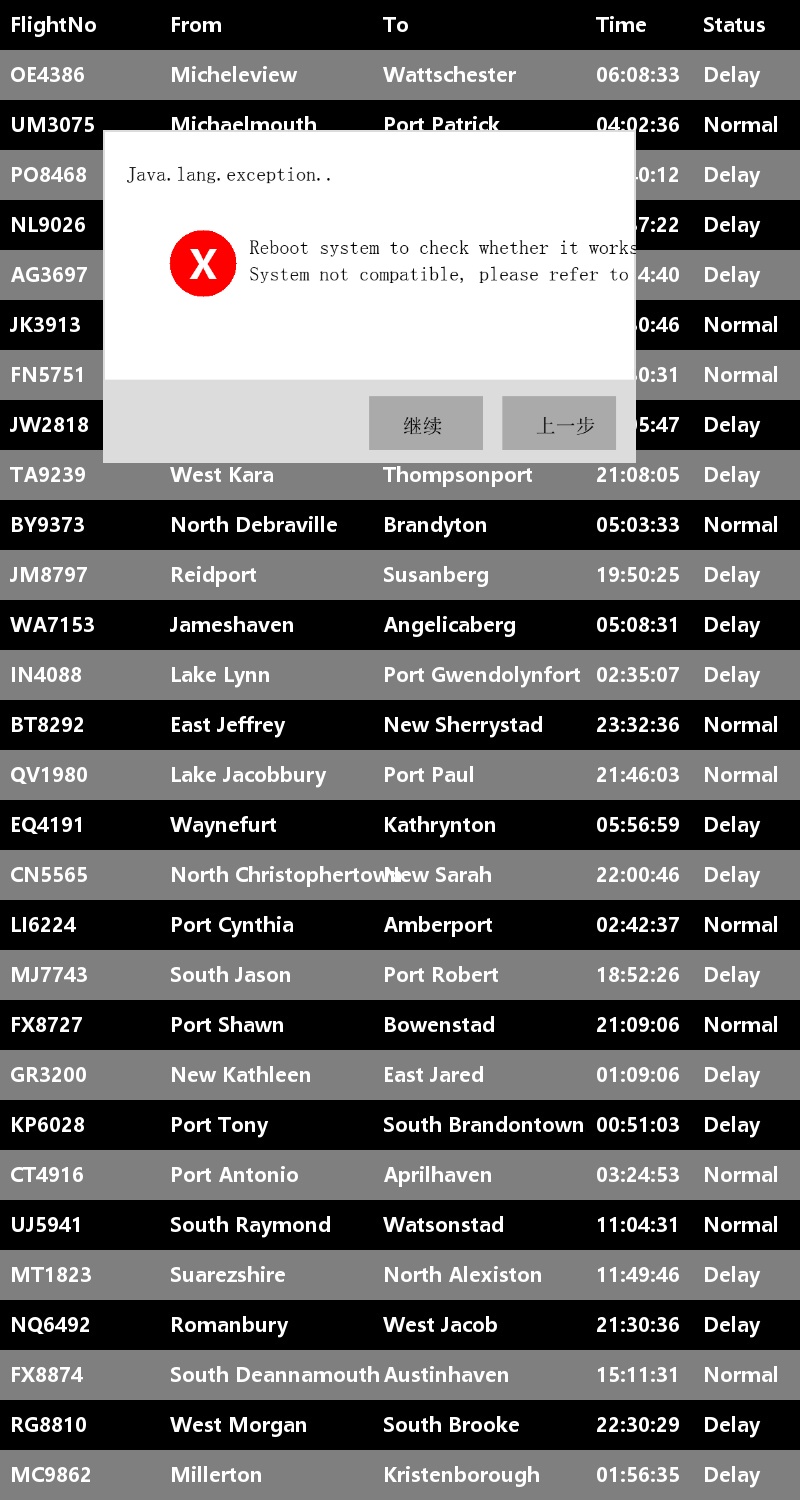 FlightNo From To Time Status
OE4386 Micheleview Wattschester 06:08:33 Delay
UM3075 Michaelmouth Port Patrick 04:02:36 Normal
PO8468 0:12 Delay
NL9026 7:22 Delay
AG3697 4:40 Delay
JK3913 0:46 Normal
FN5751 0:31 Normal
JW2818 5:47 Delay
Java.lang.exception..
Reboot system to check whether it works
System not compatible, please refer to
继续 上一步
TA9239 West Kara Thompsonport 21:08:05 Delay
BY9373 North Debraville Brandyton 05:03:33 Normal
JM8797 Reidport Susanberg 19:50:25 Delay
WA7153 Jameshaven Angelicaberg 05:08:31 Delay
IN4088 Lake Lynn Port Gwendolynfort 02:35:07 Delay
BT8292 East Jeffrey New Sherrystad 23:32:36 Normal
QV1980 Lake Jacobbury Port Paul 21:46:03 Normal
EQ4191 Waynefurt Kathrynton 05:56:59 Delay
CN5565 North Christophertown New Sarah 22:00:46 Delay
LI6224 Port Cynthia Amberport 02:42:37 Normal
MJ7743 South Jason Port Robert 18:52:26 Delay
FX8727 Port Shawn Bowenstad 21:09:06 Normal
GR3200 New Kathleen East Jared 01:09:06 Delay
KP6028 Port Tony South Brandontown 00:51:03 Delay
CT4916 Port Antonio Aprilhaven 03:24:53 Normal
UJ5941 South Raymond Watsonstad 11:04:31 Normal
MT1823 Suarezshire North Alexiston 11:49:46 Delay
NQ6492 Romanbury West Jacob 21:30:36 Delay
FX8874 South Deannamouth Austinhaven 15:11:31 Normal
RG8810 West Morgan South Brooke 22:30:29 Delay
MC9862 Millerton Kristenborough 01:56:35 Delay